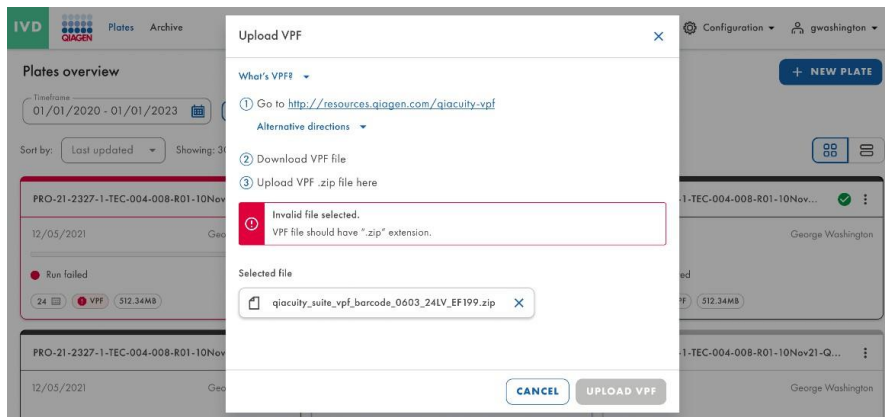 IVD
QIAGEN
Plates
Archive
Configuration
gwashington
Plates overview
+ NEW PLATE
Timeframe
01/01/2020 - 01/01/2023
Sort by:
Last updated
Showing:
PRO-21-2327-1-TEC-004-008-R01-10Nov
12/05/2021
Geo
Run failed
24
VPF
512.34MB
PRO-21-2327-1-TEC-004-008-R01-10Nov
12/05/2021
Geo
Upload VPF
What's VPF?
1 Go to http://resources.qiagen.com/qiacuity-vpf
Alternative directions
2 Download VPF file
3 Upload VPF .zip file here
Invalid file selected.
VPF file should have ".zip" extension.
Selected file
qiacuity_suite_vpf_barcode_0603_24LV_EF199.zip
CANCEL
UPLOAD VPF
-1-TEC-004-008-R01-10Nov...
George Washington
ed
512.34MB
-1-TEC-004-008-R01-10Nov21-Q...
George Washington